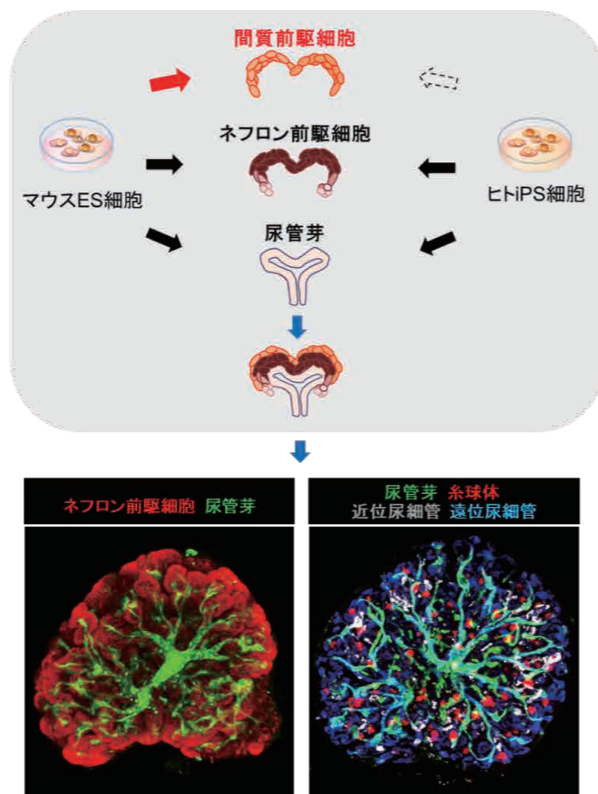 間質前駆細胞
ネフロン前駆細胞
マウスES細胞
ヒトiPS細胞
尿管芽
ネフロン前駆細胞 尿管芽
尿管芽 糸球体
近位尿細管 遠位尿細管